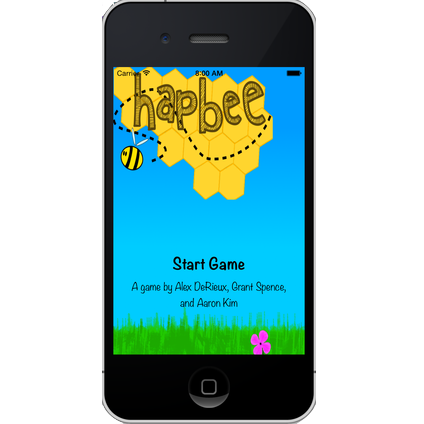 Carrier 8:00 AM
hapbee
Start Game
A game by Alex DeRieux, Grant Spence,
and Aaron Kim